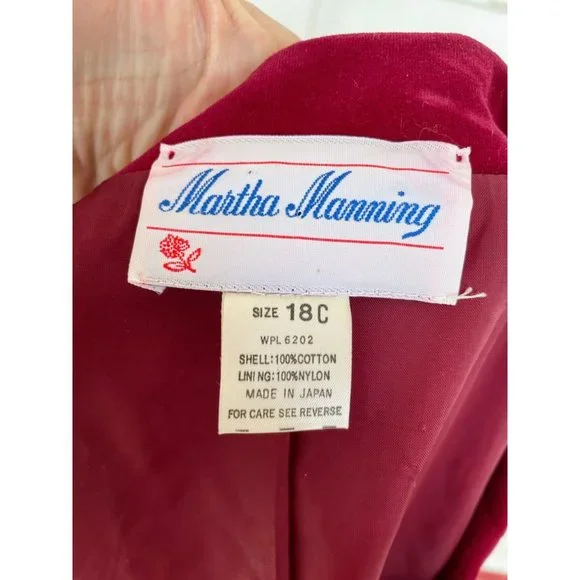 Martha Manning
SIZE 18C
WPL 6202
SHELL:100%COTTON
LINING:100%NYLON
MADE IN JAPAN
FOR CARE SEE REVERSE